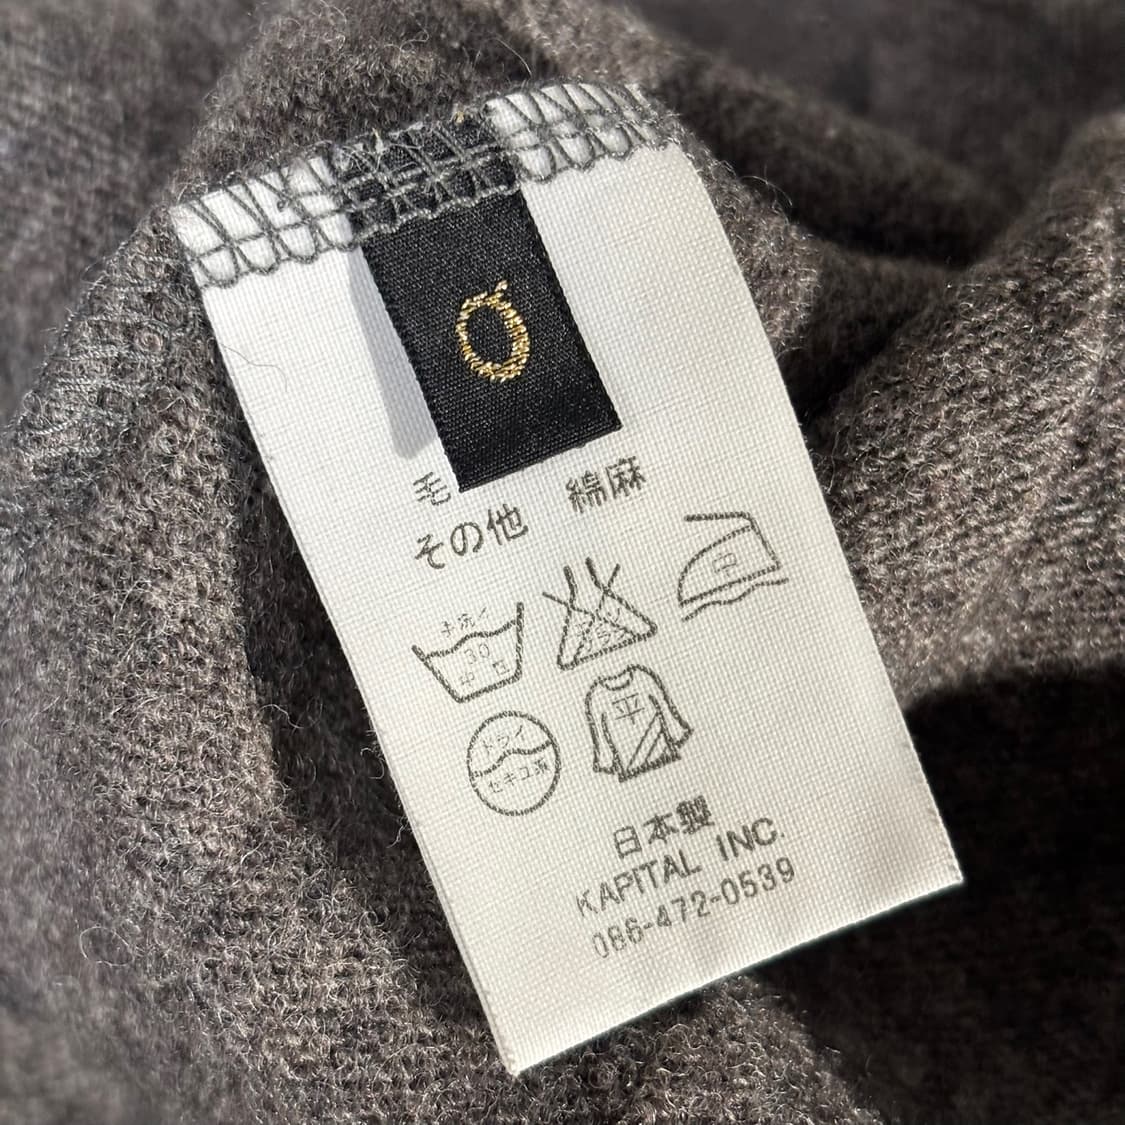 0
毛
その他 綿麻
手洗イ
30
中性
中
エンソサラシ
ドライ
セキユ系
平
日本製
KAPITAL INC.
086-472-0539